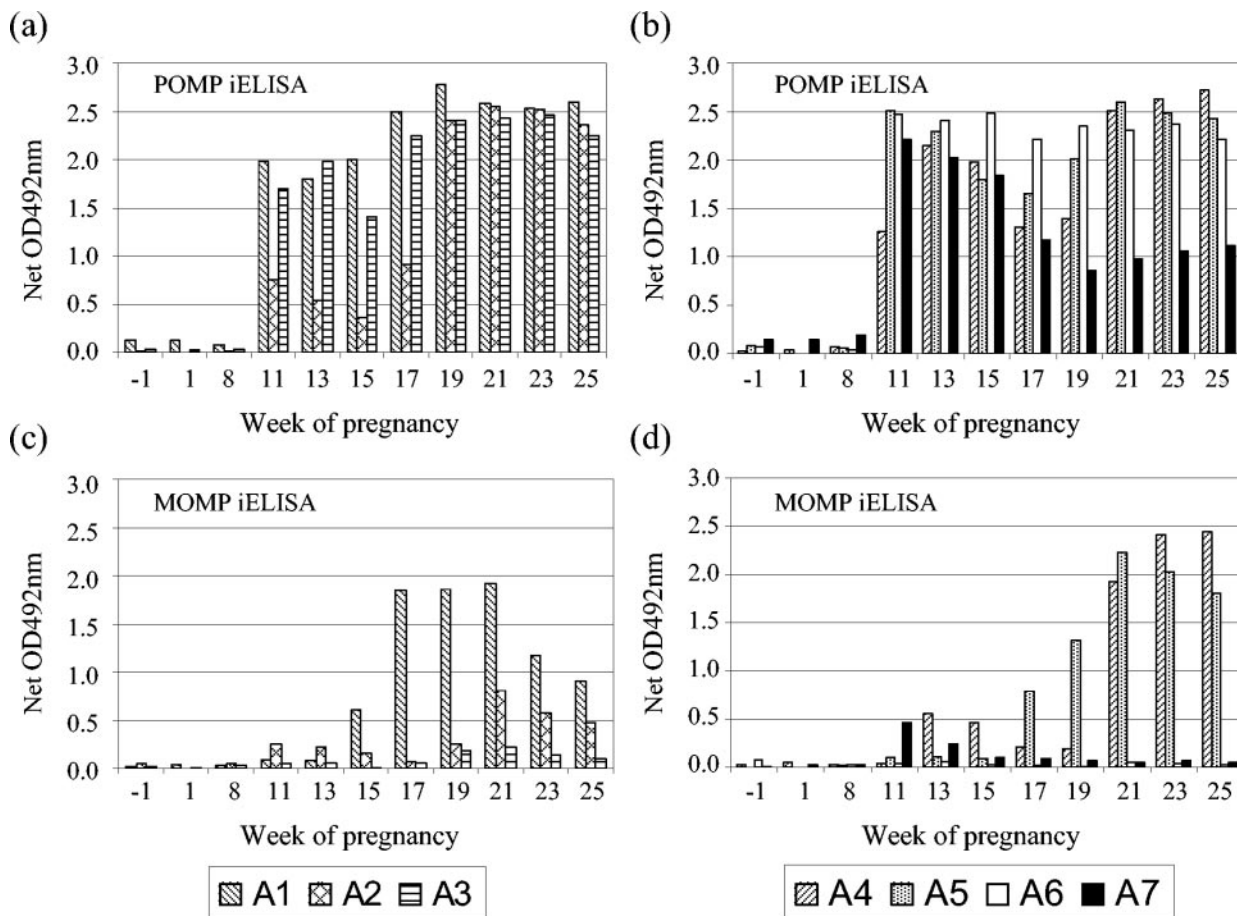 (a)
POMP iELISA
Net OD492nm
3.0
2.5
2.0
1.5
1.0
0.5
0.0
-1 1 8 11 13 15 17 19 21 23 25
Week of pregnancy
(b)
POMP iELISA
Net OD492nm
3.0
2.5
2.0
1.5
1.0
0.5
0.0
-1 1 8 11 13 15 17 19 21 23 25
Week of pregnancy
(c)
MOMP iELISA
Net OD492nm
3.0
2.5
2.0
1.5
1.0
0.5
0.0
-1 1 8 11 13 15 17 19 21 23 25
Week of pregnancy
A1 A2 A3
(d)
MOMP iELISA
Net OD492nm
3.0
2.5
2.0
1.5
1.0
0.5
0.0
-1 1 8 11 13 15 17 19 21 23 25
Week of pregnancy
A4 A5 A6 A7